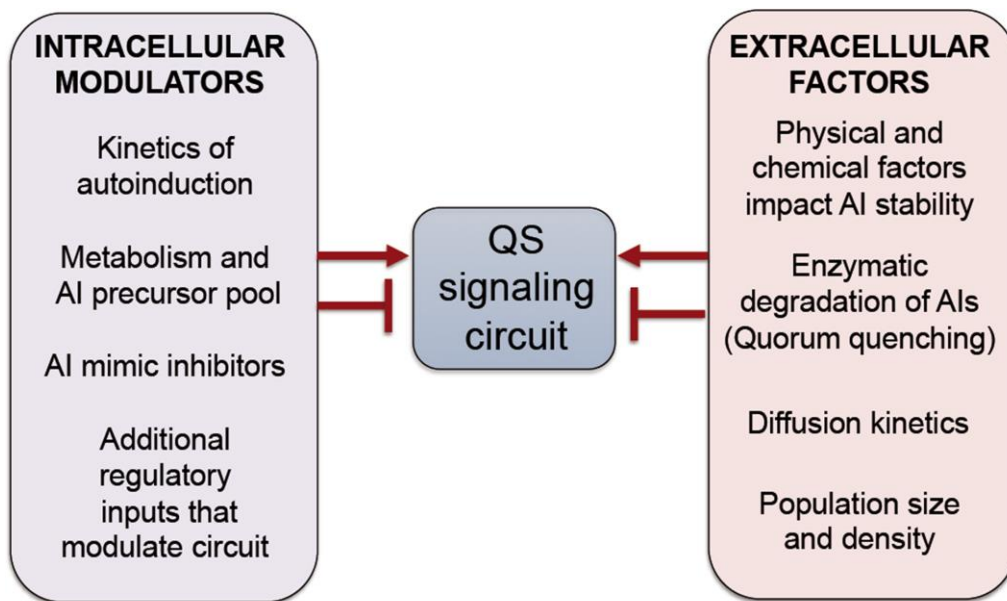 INTRACELLULAR
MODULATORS
Kinetics of
autoinduction
Metabolism and
AI precursor pool
AI mimic inhibitors
Additional
regulatory
inputs that
modulate circuit
QS
signaling
circuit
EXTRACELLULAR
FACTORS
Physical and
chemical factors
impact AI stability
Enzymatic
degradation of AIs
(Quorum quenching)
Diffusion kinetics
Population size
and density